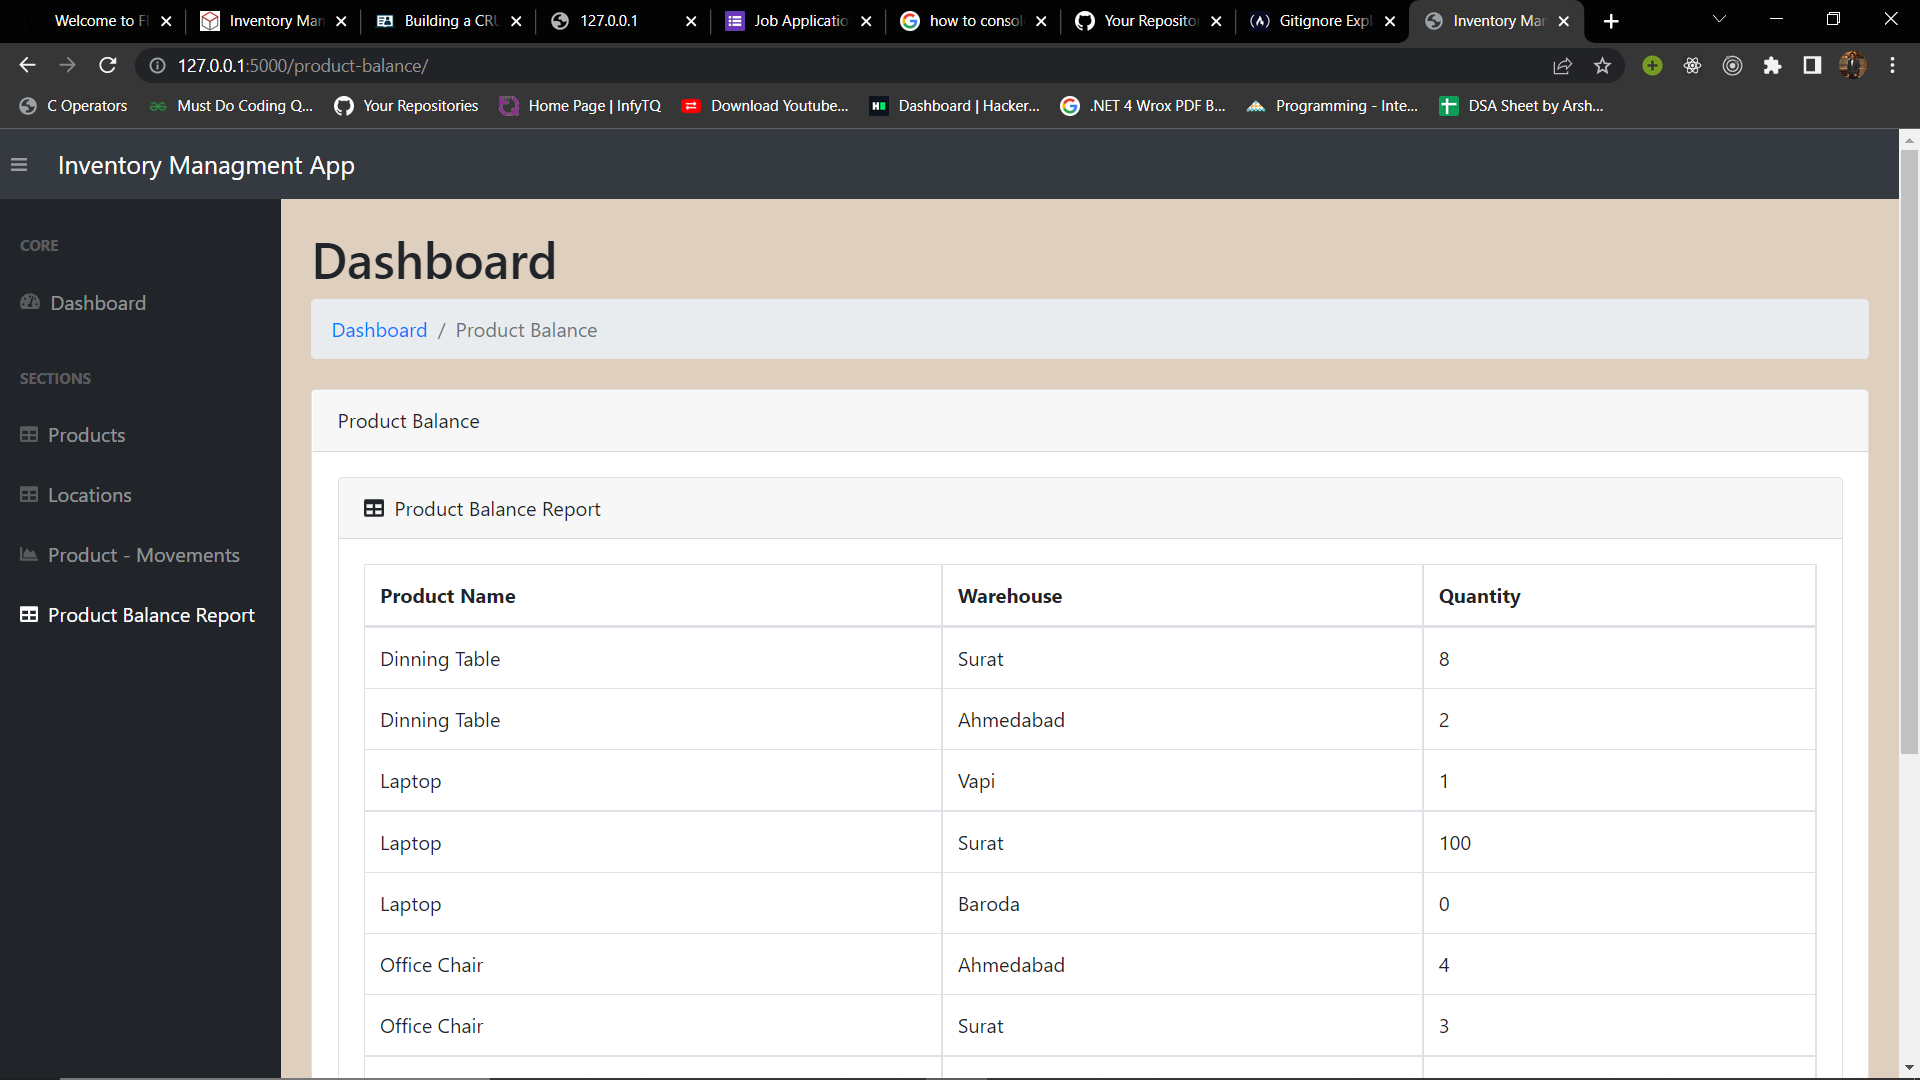 Welcome to Fl
Inventory Man
Building a CRU
127.0.0.1
Job Applicatio
how to consol
Your Repositor
Gitignore Expl
Inventory Man
127.0.0.1:5000/product-balance/
C Operators
Must Do Coding Q...
Your Repositories
Home Page | InfyTQ
Download Youtube...
Dashboard | Hacker...
.NET 4 Wrox PDF B...
Programming - Inte...
DSA Sheet by Arsh...
Inventory Managment App
CORE
Dashboard
SECTIONS
Products
Locations
Product - Movements
Product Balance Report
Dashboard
Dashboard / Product Balance
Product Balance
Product Balance Report
Product Name Warehouse Quantity
Dinning Table Surat 8
Dinning Table Ahmedabad 2
Laptop Vapi 1
Laptop Surat 100
Laptop Baroda 0
Office Chair Ahmedabad 4
Office Chair Surat 3